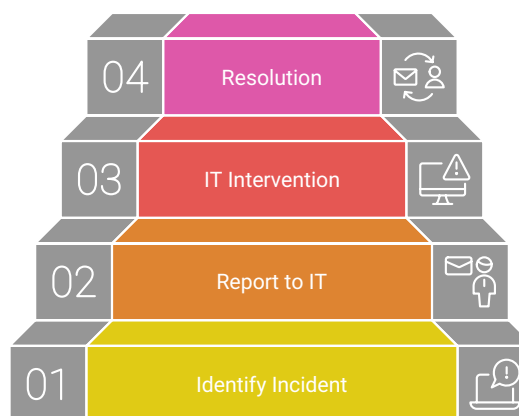 04
Resolution
03
IT Intervention
02
Report to IT
01
Identify Incident